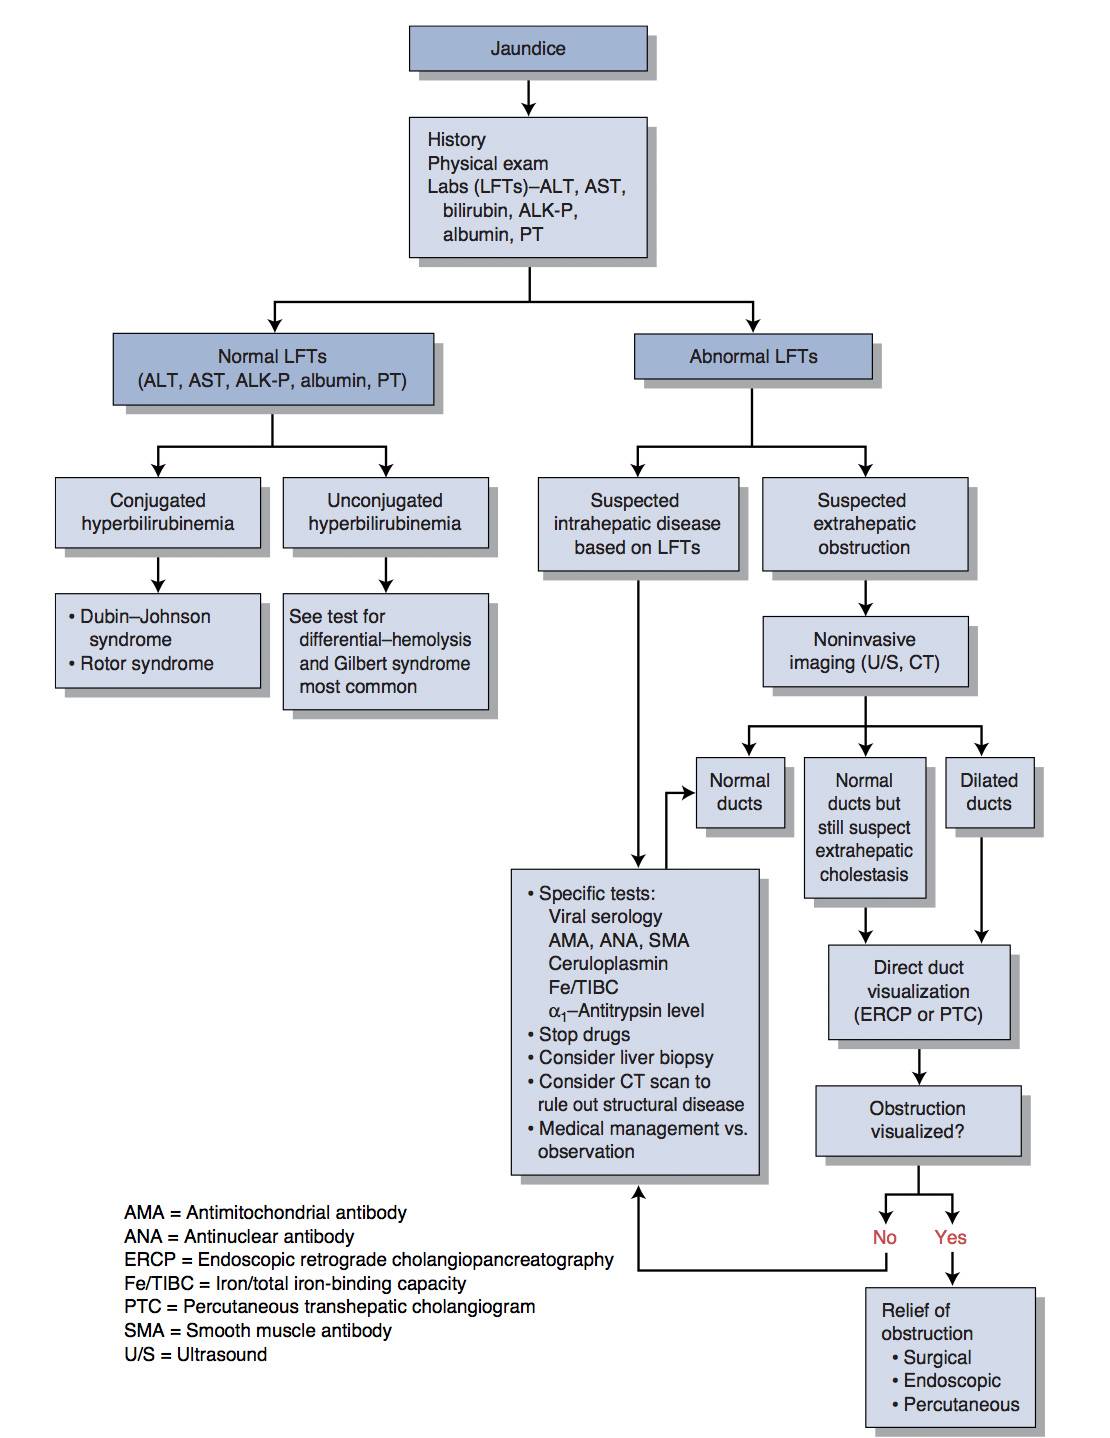 Jaundice
History
Physical exam
Labs (LFTs)–ALT, AST,
bilirubin, ALK-P,
albumin, PT
Normal LFTs
(ALT, AST, ALK-P, albumin, PT)
Abnormal LFTs
Conjugated
hyperbilirubinemia
Unconjugated
hyperbilirubinemia
Suspected
intrahepatic disease
based on LFTs
Suspected
extrahepatic
obstruction
• Dubin–Johnson
syndrome
• Rotor syndrome
See test for
differential–hemolysis
and Gilbert syndrome
most common
Noninvasive
imaging (U/S, CT)
Normal
ducts
Normal
ducts but
still suspect
extrahepatic
cholestasis
Dilated
ducts
• Specific tests:
Viral serology
AMA, ANA, SMA
Ceruloplasmin
Fe/TIBC
α₁–Antitrypsin level
• Stop drugs
• Consider liver biopsy
• Consider CT scan to
rule out structural disease
• Medical management vs.
observation
Direct duct
visualization
(ERCP or PTC)
Obstruction
visualized?
No
Yes
Relief of
obstruction
• Surgical
• Endoscopic
• Percutaneous
AMA = Antimitochondrial antibody
ANA = Antinuclear antibody
ERCP = Endoscopic retrograde cholangiopancreatography
Fe/TIBC = Iron/total iron-binding capacity
PTC = Percutaneous transhepatic cholangiogram
SMA = Smooth muscle antibody
U/S = Ultrasound